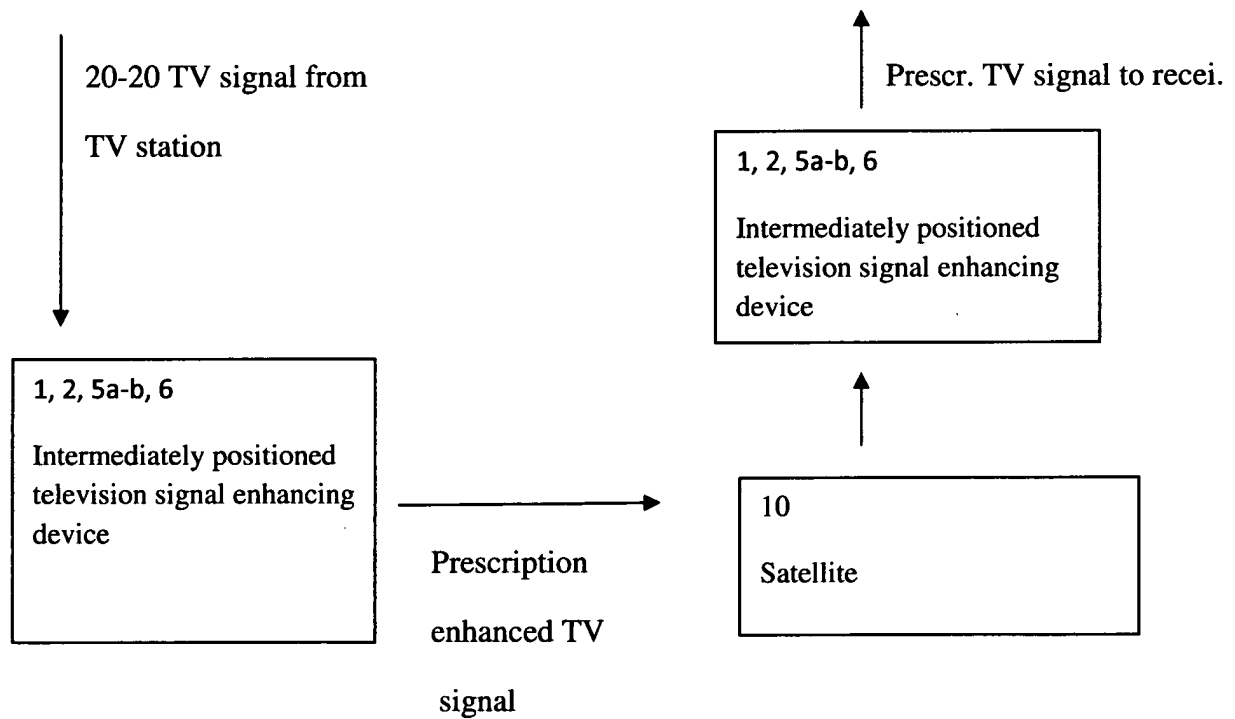 20-20 TV signal from
TV station
1, 2, 5a-b, 6
Intermediately positioned
television signal enhancing
device
Prescription
enhanced TV
signal
10
Satellite
1, 2, 5a-b, 6
Intermediately positioned
television signal enhancing
device
Prescr. TV signal to recei.